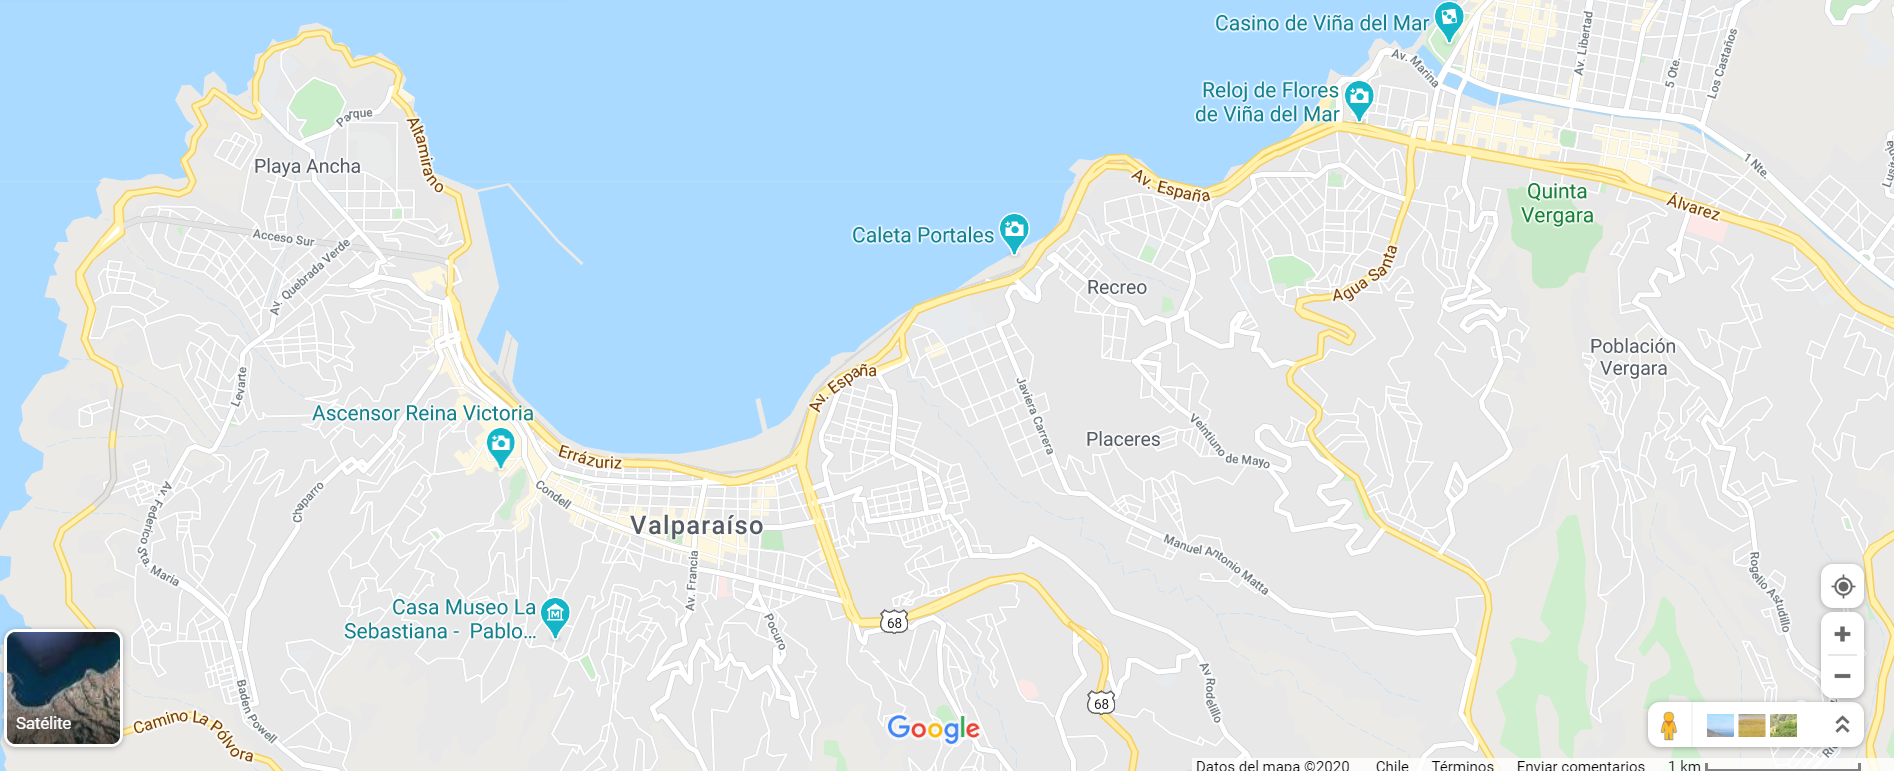 Casino de Viña del Mar
Av. Libertad
5 Ote.
Los Castaños
Av. Marina
Reloj de Flores
de Viña del Mar
Parque
Altamirano
Playa Ancha
1 Nte.
Av. España
Quinta
Vergara
Álvarez
Caleta Portales
Acceso Sur
Av. Quebrada Verde
Recreo
Agua Santa
Población
Vergara
Levarte
Av. España
Javiera Carrera
Ascensor Reina Victoria
Errázuriz
Placeres
Veintiuno de Mayo
Av. Federico Sta. Maria
Chaparro
Condell
Valparaíso
Av. Francia
Manuel Antonio Matta
Rogelio Astudillo
Casa Museo La
Sebastiana - Pablo...
68
Pocuro
Av Rodelillo
68
Baden Powell
Satélite
Camino La Pólvora
Google
Datos del mapa ©2020 Chile Términos Enviar comentarios 1 km